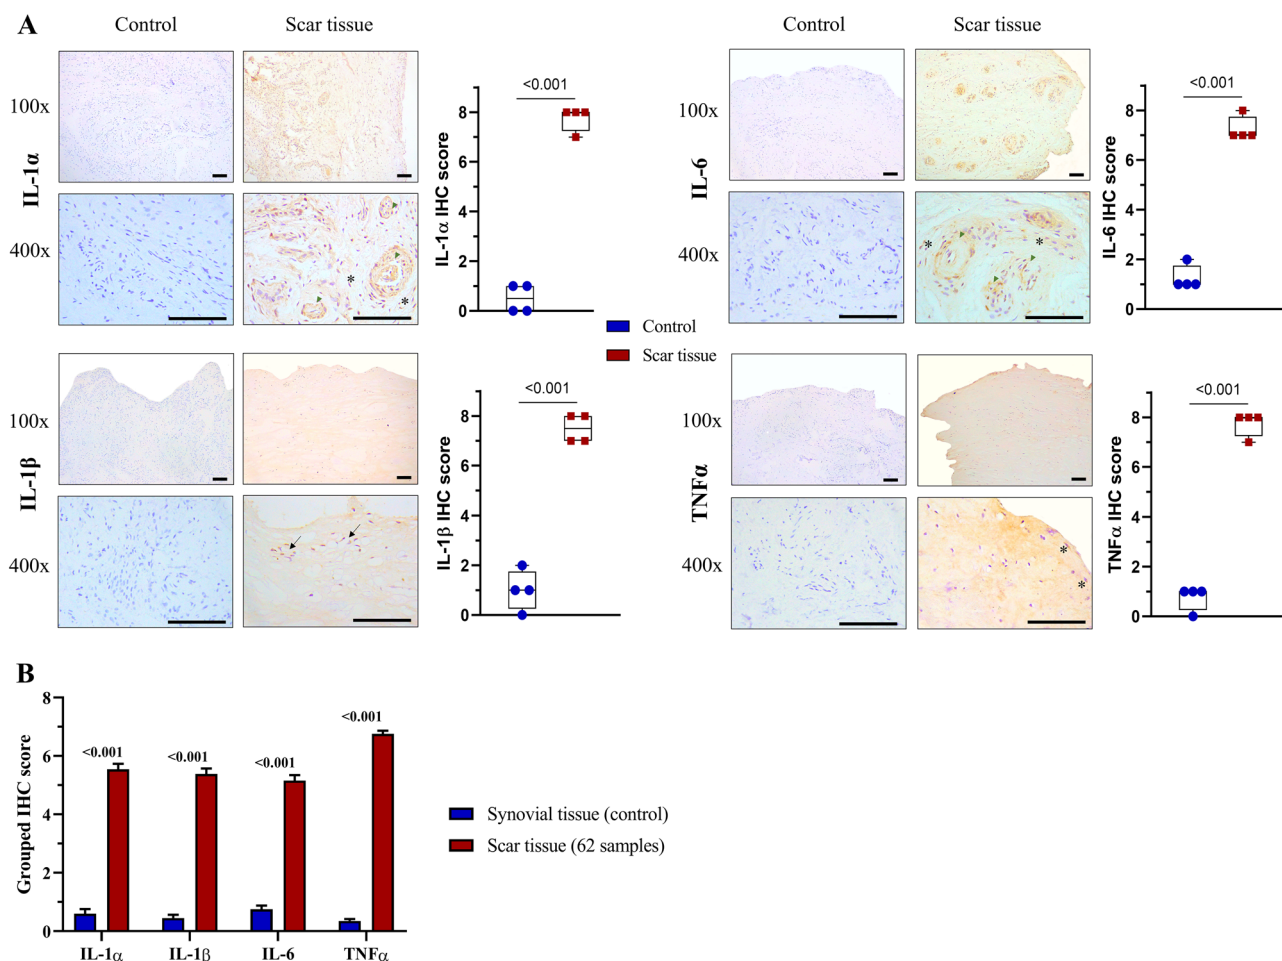 A
Control
Scar tissue
IL-1α
100x
400x
*
*
<0.001
IL-1α IHC score
8
6
4
2
0
Control
Scar tissue
IL-6
100x
400x
*
*
<0.001
IL-6 IHC score
8
6
4
2
0
Control
Scar tissue
IL-1β
100x
400x
<0.001
IL-1β IHC score
8
6
4
2
0
TNFα
100x
400x
*
*
<0.001
TNFα IHC score
8
6
4
2
0
B
Grouped IHC score
8
6
4
2
0
<0.001
<0.001
<0.001
<0.001
IL-1α
IL-1β
IL-6
TNFα
Synovial tissue (control)
Scar tissue (62 samples)